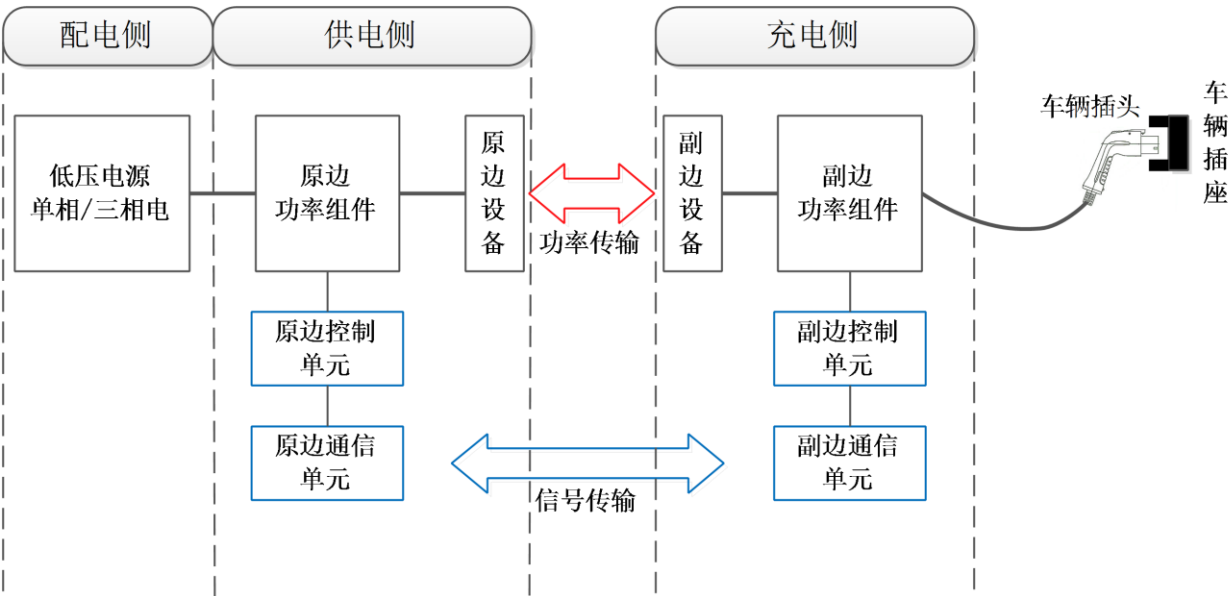 配电侧
供电侧
充电侧
低压电源
单相/三相电
原边
功率组件
原边设备
功率传输
副边设备
副边
功率组件
车辆插头
车辆插座
原边控制
单元
副边控制
单元
原边通信
单元
信号传输
副边通信
单元